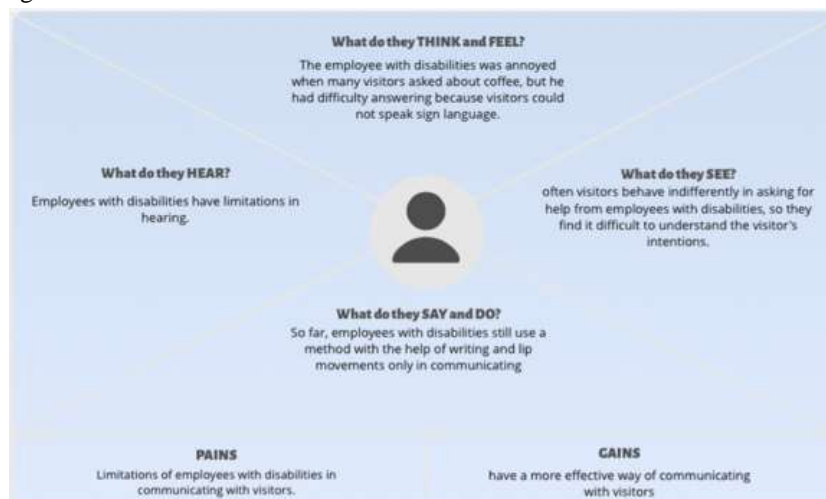 What do they THINK and FEEL?
The employee with disabilities was annoyed
when many visitors asked about coffee, but he
had difficulty answering because visitors could
not speak sign language.
What do they HEAR?
Employees with disabilities have limitations in
hearing.
What do they SEE?
often visitors behave indifferently in asking for
help from employees with disabilities, so they
find it difficult to understand the visitor's
intentions.
What do they SAY and DO?
So far, employees with disabilities still use a
method with the help of writing and lip
movements only in communicating
PAINS
Limitations of employees with disabilities in
communicating with visitors.
GAINS
have a more effective way of communicating
with visitors